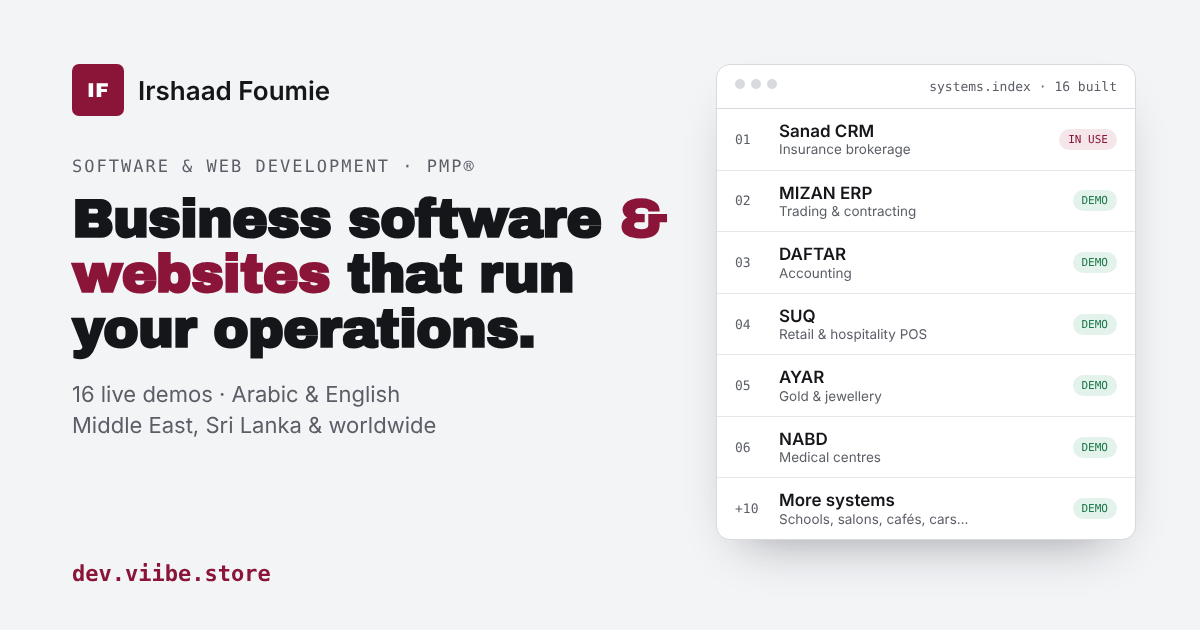 IF
Irshaad Foumie
SOFTWARE & WEB DEVELOPMENT · PMP®
Business software &
websites that run
your operations.
16 live demos · Arabic & English
Middle East, Sri Lanka & worldwide
dev.viibe.store
systems.index · 16 built
01
Sanad CRM
Insurance brokerage
IN USE
02
MIZAN ERP
Trading & contracting
DEMO
03
DAFTAR
Accounting
DEMO
04
SUQ
Retail & hospitality POS
DEMO
05
AYAR
Gold & jewellery
DEMO
06
NABD
Medical centres
DEMO
+10
More systems
Schools, salons, cafés, cars…
DEMO